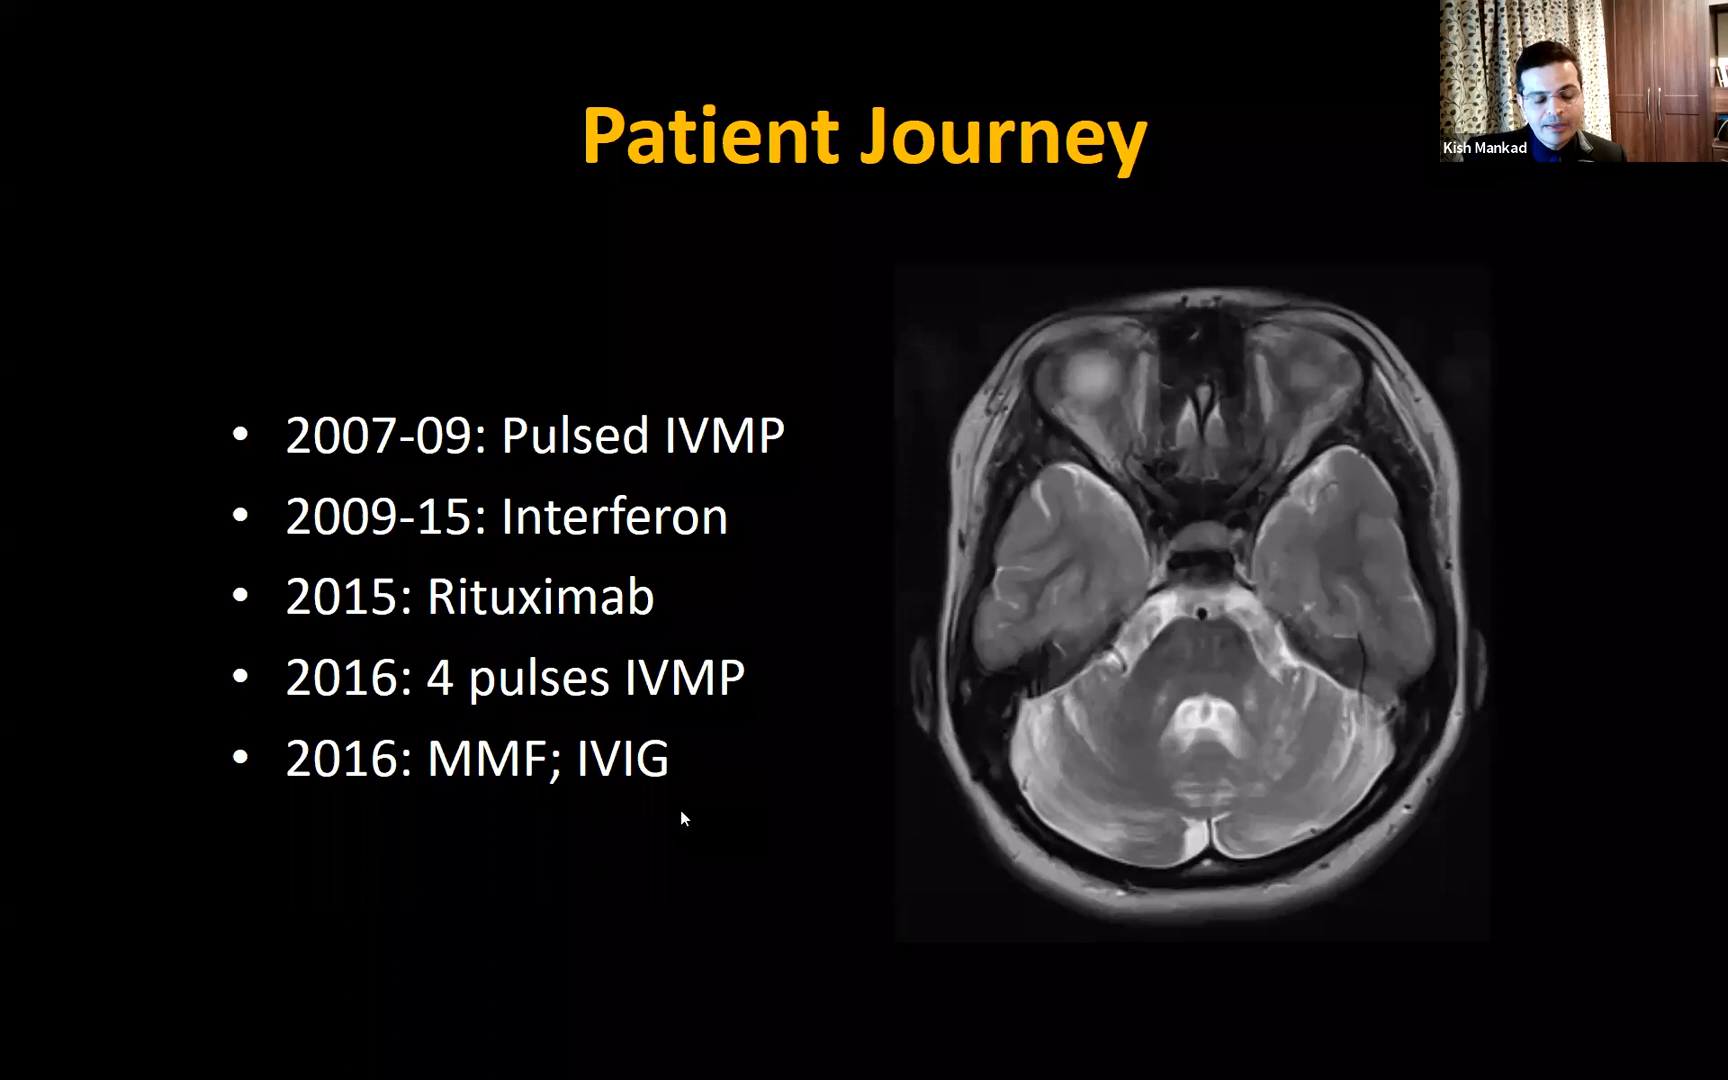 Patient Journey
Kish Mankad
• 2007-09: Pulsed IVMP
• 2009-15: Interferon
• 2015: Rituximab
• 2016: 4 pulses IVMP
• 2016: MMF; IVIG